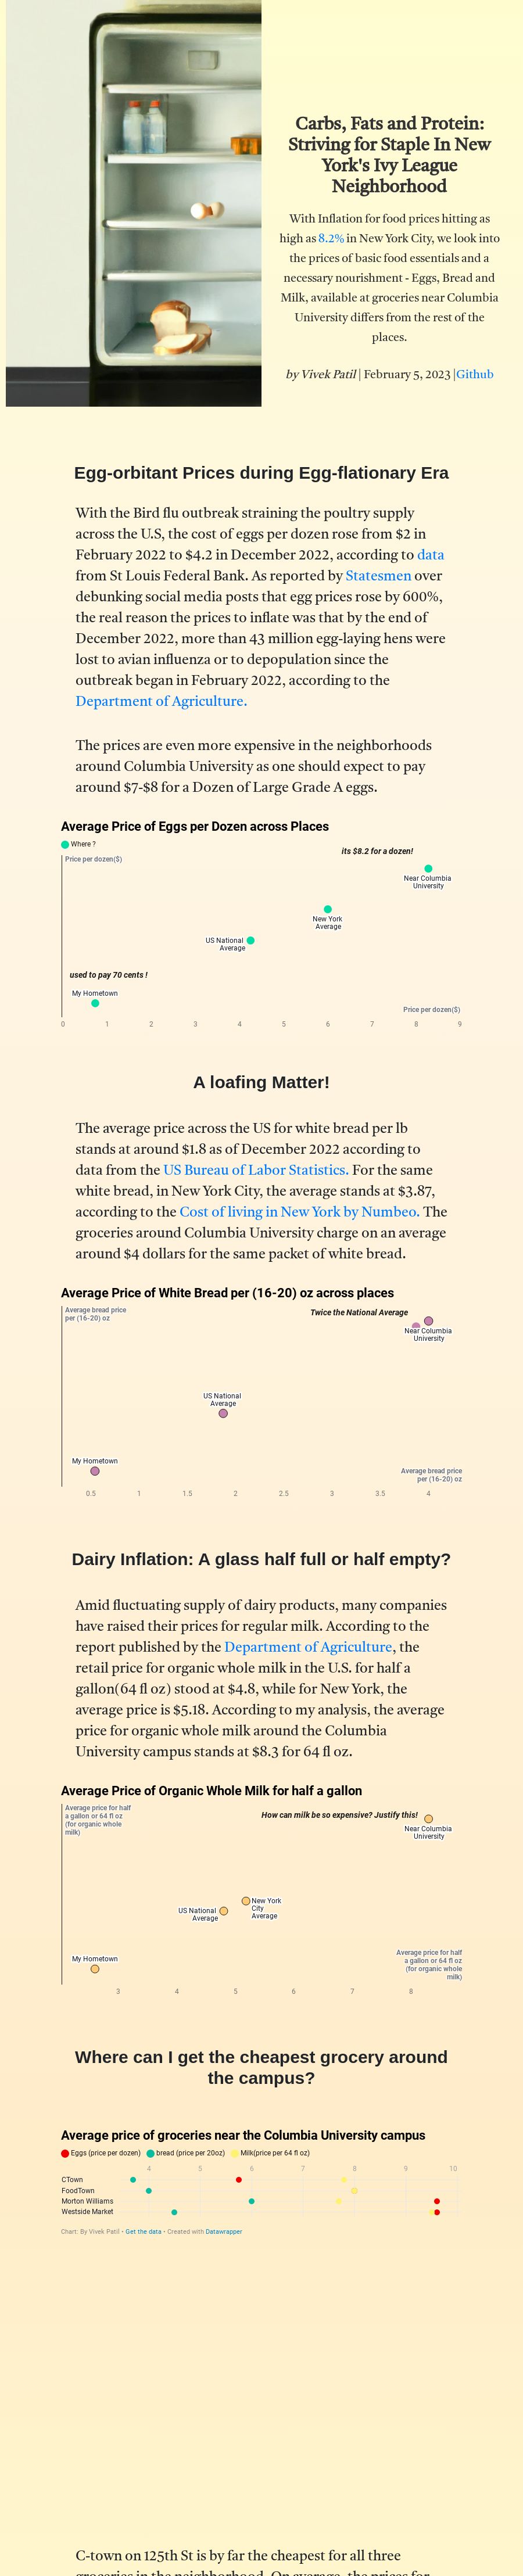 Carbs, Fats and Protein:
Striving for Staple In New
York's Ivy League
Neighborhood
With Inflation for food prices hitting as
high as 8.2% in New York City, we look into
the prices of basic food essentials and a
necessary nourishment - Eggs, Bread and
Milk, available at groceries near Columbia
University differs from the rest of the
places.
by Vivek Patil | February 5, 2023 |Github
Egg-orbitant Prices during Egg-flationary Era
With the Bird flu outbreak straining the poultry supply
across the U.S, the cost of eggs per dozen rose from $2 in
February 2022 to $4.2 in December 2022, according to data
from St Louis Federal Bank. As reported by Statesmen over
debunking social media posts that egg prices rose by 600%,
the real reason the prices to inflate was that by the end of
December 2022, more than 43 million egg-laying hens were
lost to avian influenza or to depopulation since the
outbreak began in February 2022, according to the
Department of Agriculture.
The prices are even more expensive in the neighborhoods
around Columbia University as one should expect to pay
around $7-$8 for a Dozen of Large Grade A eggs.
Average Price of Eggs per Dozen across Places
Where ?
its $8.2 for a dozen!
Price per dozen($)
Near Columbia
University
New York
Average
US National
Average
used to pay 70 cents !
My Hometown
Price per dozen($)
0 1 2 3 4 5 6 7 8 9
A loafing Matter!
The average price across the US for white bread per lb
stands at around $1.8 as of December 2022 according to
data from the US Bureau of Labor Statistics. For the same
white bread, in New York City, the average stands at $3.87,
according to the Cost of living in New York by Numbeo. The
groceries around Columbia University charge on an average
around $4 dollars for the same packet of white bread.
Average Price of White Bread per (16-20) oz across places
Average bread price
per (16-20) oz
Twice the National Average
Near Columbia
University
US National
Average
My Hometown
Average bread price
per (16-20) oz
0.5 1 1.5 2 2.5 3 3.5 4
Dairy Inflation: A glass half full or half empty?
Amid fluctuating supply of dairy products, many companies
have raised their prices for regular milk. According to the
report published by the Department of Agriculture, the
retail price for organic whole milk in the U.S. for half a
gallon(64 fl oz) stood at $4.8, while for New York, the
average price is $5.18. According to my analysis, the average
price for organic whole milk around the Columbia
University campus stands at $8.3 for 64 fl oz.
Average Price of Organic Whole Milk for half a gallon
Average price for half
a gallon or 64 fl oz
(for organic whole
milk)
How can milk be so expensive? Justify this!
Near Columbia
University
New York
City
Average
US National
Average
My Hometown
Average price for half
a gallon or 64 fl oz
(for organic whole
milk)
3 4 5 6 7 8
Where can I get the cheapest grocery around
the campus?
Average price of groceries near the Columbia University campus
Eggs (price per dozen) bread (price per 20oz) Milk(price per 64 fl oz)
4 5 6 7 8 9 10
CTown
FoodTown
Morton Williams
Westside Market
Chart: By Vivek Patil • Get the data • Created with Datawrapper
C-town on 125th St is by far the cheapest for all three
groceries in the neighborhood. On average, the prices for